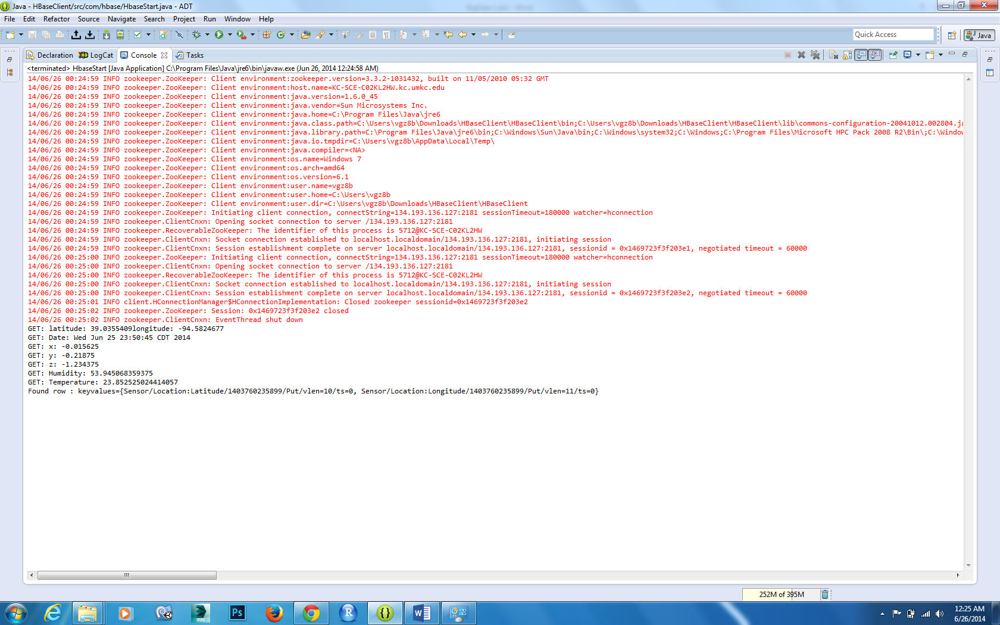 Java - HBaseClient/src/com/hbase/HbaseStart.java - ADT
File Edit Refactor Source Navigate Search Project Run Window Help
Quick Access
Java
Declaration LogCat Console Tasks
<terminated> HbaseStart [Java Application] C:\Program Files\Java\jre6\bin\javaw.exe (Jun 26, 2014 12:24:58 AM)
14/06/26 00:24:59 INFO zookeeper.ZooKeeper: Client environment:zookeeper.version=3.3.2-1031432, built on 11/05/2010 05:32 GMT
14/06/26 00:24:59 INFO zookeeper.ZooKeeper: Client environment:host.name=KC-SCE-C02KL2HW.kc.umkc.edu
14/06/26 00:24:59 INFO zookeeper.ZooKeeper: Client environment:java.version=1.6.0_45
14/06/26 00:24:59 INFO zookeeper.ZooKeeper: Client environment:java.vendor=Sun Microsystems Inc.
14/06/26 00:24:59 INFO zookeeper.ZooKeeper: Client environment:java.home=C:\Program Files\Java\jre6
14/06/26 00:24:59 INFO zookeeper.ZooKeeper: Client environment:java.class.path=C:\Users\vgz8b\Downloads\HBaseClient\HBaseClient\bin;C:\Users\vgz8b\Downloads\HBaseClient\HBaseClient\lib\commons-configuration-20041012.002804.ja
14/06/26 00:24:59 INFO zookeeper.ZooKeeper: Client environment:java.library.path=C:\Program Files\Java\jre6\bin;C:\Windows\Sun\Java\bin;C:\Windows\system32;C:\Windows;C:\Program Files\Microsoft HPC Pack 2008 R2\Bin\;C:\Window
14/06/26 00:24:59 INFO zookeeper.ZooKeeper: Client environment:java.io.tmpdir=C:\Users\vgz8b\AppData\Local\Temp\
14/06/26 00:24:59 INFO zookeeper.ZooKeeper: Client environment:java.compiler=<NA>
14/06/26 00:24:59 INFO zookeeper.ZooKeeper: Client environment:os.name=Windows 7
14/06/26 00:24:59 INFO zookeeper.ZooKeeper: Client environment:os.arch=amd64
14/06/26 00:24:59 INFO zookeeper.ZooKeeper: Client environment:os.version=6.1
14/06/26 00:24:59 INFO zookeeper.ZooKeeper: Client environment:user.name=vgz8b
14/06/26 00:24:59 INFO zookeeper.ZooKeeper: Client environment:user.home=C:\Users\vgz8b
14/06/26 00:24:59 INFO zookeeper.ZooKeeper: Client environment:user.dir=C:\Users\vgz8b\Downloads\HBaseClient\HBaseClient
14/06/26 00:24:59 INFO zookeeper.ZooKeeper: Initiating client connection, connectString=134.193.136.127:2181 sessionTimeout=180000 watcher=hconnection
14/06/26 00:24:59 INFO zookeeper.ClientCnxn: Opening socket connection to server /134.193.136.127:2181
14/06/26 00:24:59 INFO zookeeper.RecoverableZooKeeper: The identifier of this process is 5712@KC-SCE-C02KL2HW
14/06/26 00:24:59 INFO zookeeper.ClientCnxn: Socket connection established to localhost.localdomain/134.193.136.127:2181, initiating session
14/06/26 00:24:59 INFO zookeeper.ClientCnxn: Session establishment complete on server localhost.localdomain/134.193.136.127:2181, sessionid = 0x1469723f3f203e1, negotiated timeout = 60000
14/06/26 00:25:00 INFO zookeeper.ZooKeeper: Initiating client connection, connectString=134.193.136.127:2181 sessionTimeout=180000 watcher=hconnection
14/06/26 00:25:00 INFO zookeeper.ClientCnxn: Opening socket connection to server /134.193.136.127:2181
14/06/26 00:25:00 INFO zookeeper.RecoverableZooKeeper: The identifier of this process is 5712@KC-SCE-C02KL2HW
14/06/26 00:25:00 INFO zookeeper.ClientCnxn: Socket connection established to localhost.localdomain/134.193.136.127:2181, initiating session
14/06/26 00:25:00 INFO zookeeper.ClientCnxn: Session establishment complete on server localhost.localdomain/134.193.136.127:2181, sessionid = 0x1469723f3f203e2, negotiated timeout = 60000
14/06/26 00:25:01 INFO client.HConnectionManager$HConnectionImplementation: Closed zookeeper sessionid=0x1469723f3f203e2
14/06/26 00:25:02 INFO zookeeper.ZooKeeper: Session: 0x1469723f3f203e2 closed
14/06/26 00:25:02 INFO zookeeper.ClientCnxn: EventThread shut down
GET: latitude: 39.0355409longitude: -94.5824677
GET: Date: Wed Jun 25 23:50:45 CDT 2014
GET: x: -0.015625
GET: y: -0.21875
GET: z: -1.234375
GET: Humidity: 53.945068359375
GET: Temperature: 23.852525024414057
Found row : keyvalues={Sensor/Location:Latitude/1403760235899/Put/vlen=10/ts=0, Sensor/Location:Longitude/1403760235899/Put/vlen=11/ts=0}
252M of 395M
MAX
Ps
R
12:25 AM
6/26/2014